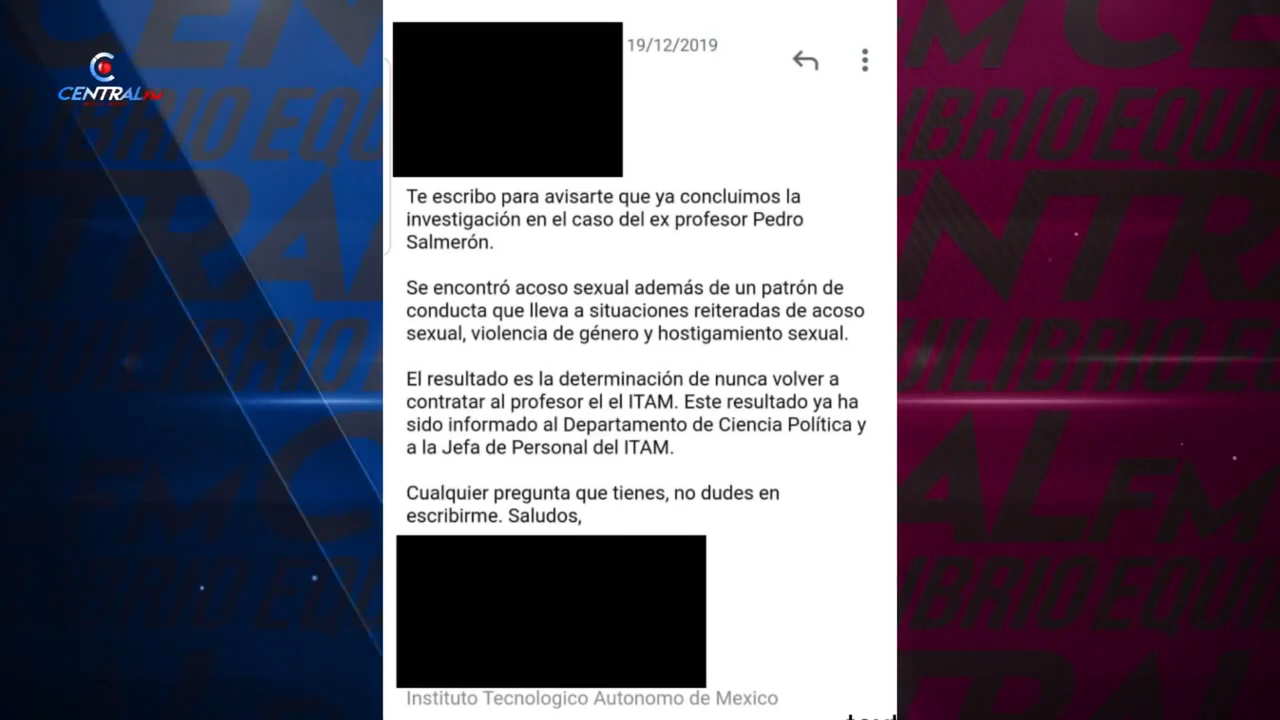 CENTRAL FM
19/12/2019
Te escribo para avisarte que ya concluimos la
investigación en el caso del ex profesor Pedro
Salmerón.
Se encontró acoso sexual además de un patrón de
conducta que lleva a situaciones reiteradas de acoso
sexual, violencia de género y hostigamiento sexual.
El resultado es la determinación de nunca volver a
contratar al profesor el el ITAM. Este resultado ya ha
sido informado al Departamento de Ciencia Política y
a la Jefa de Personal del ITAM.
Cualquier pregunta que tienes, no dudes en
escribirme. Saludos,
Instituto Tecnologico Autonomo de Mexico